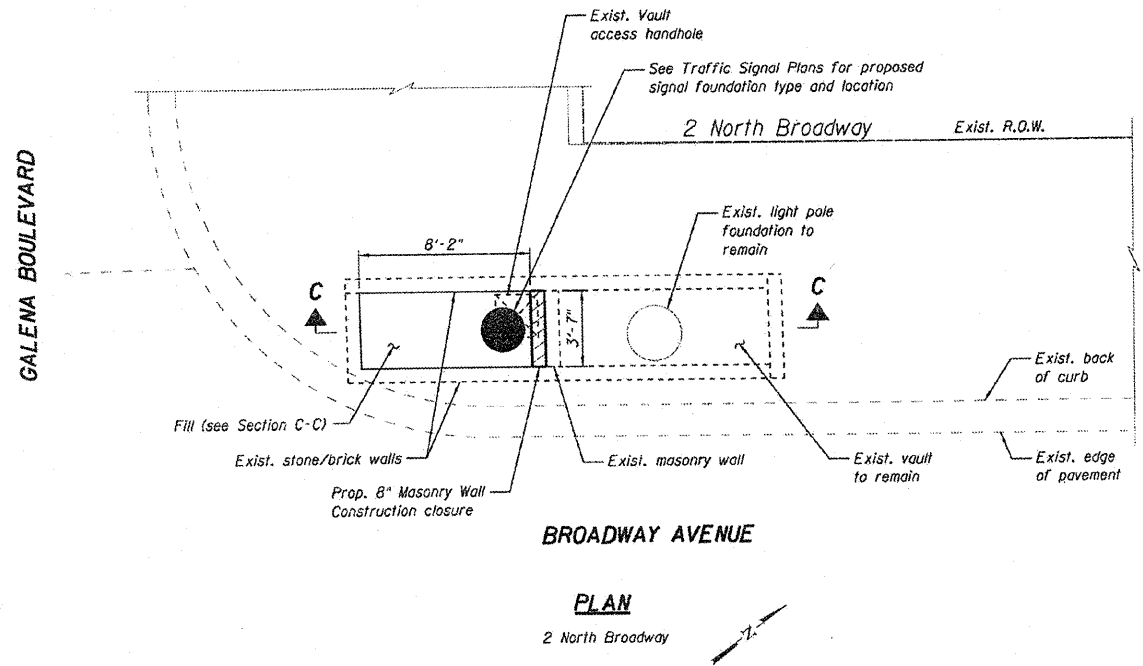 Exist. Vault
access handhole
See Traffic Signal Plans for proposed
signal foundation type and location
2 North Broadway
Exist. R.O.W.
GALENA BOULEVARD
Exist. light pole
foundation to
remain
8'-2"
C
C
3'-7"
Exist. back
of curb
Fill (see Section C-C)
Exist. stone/brick walls
Exist. masonry wall
Exist. vault
to remain
Exist. edge
of pavement
Prop. 8" Masonry Wall
Construction closure
BROADWAY AVENUE
PLAN
2 North Broadway
N